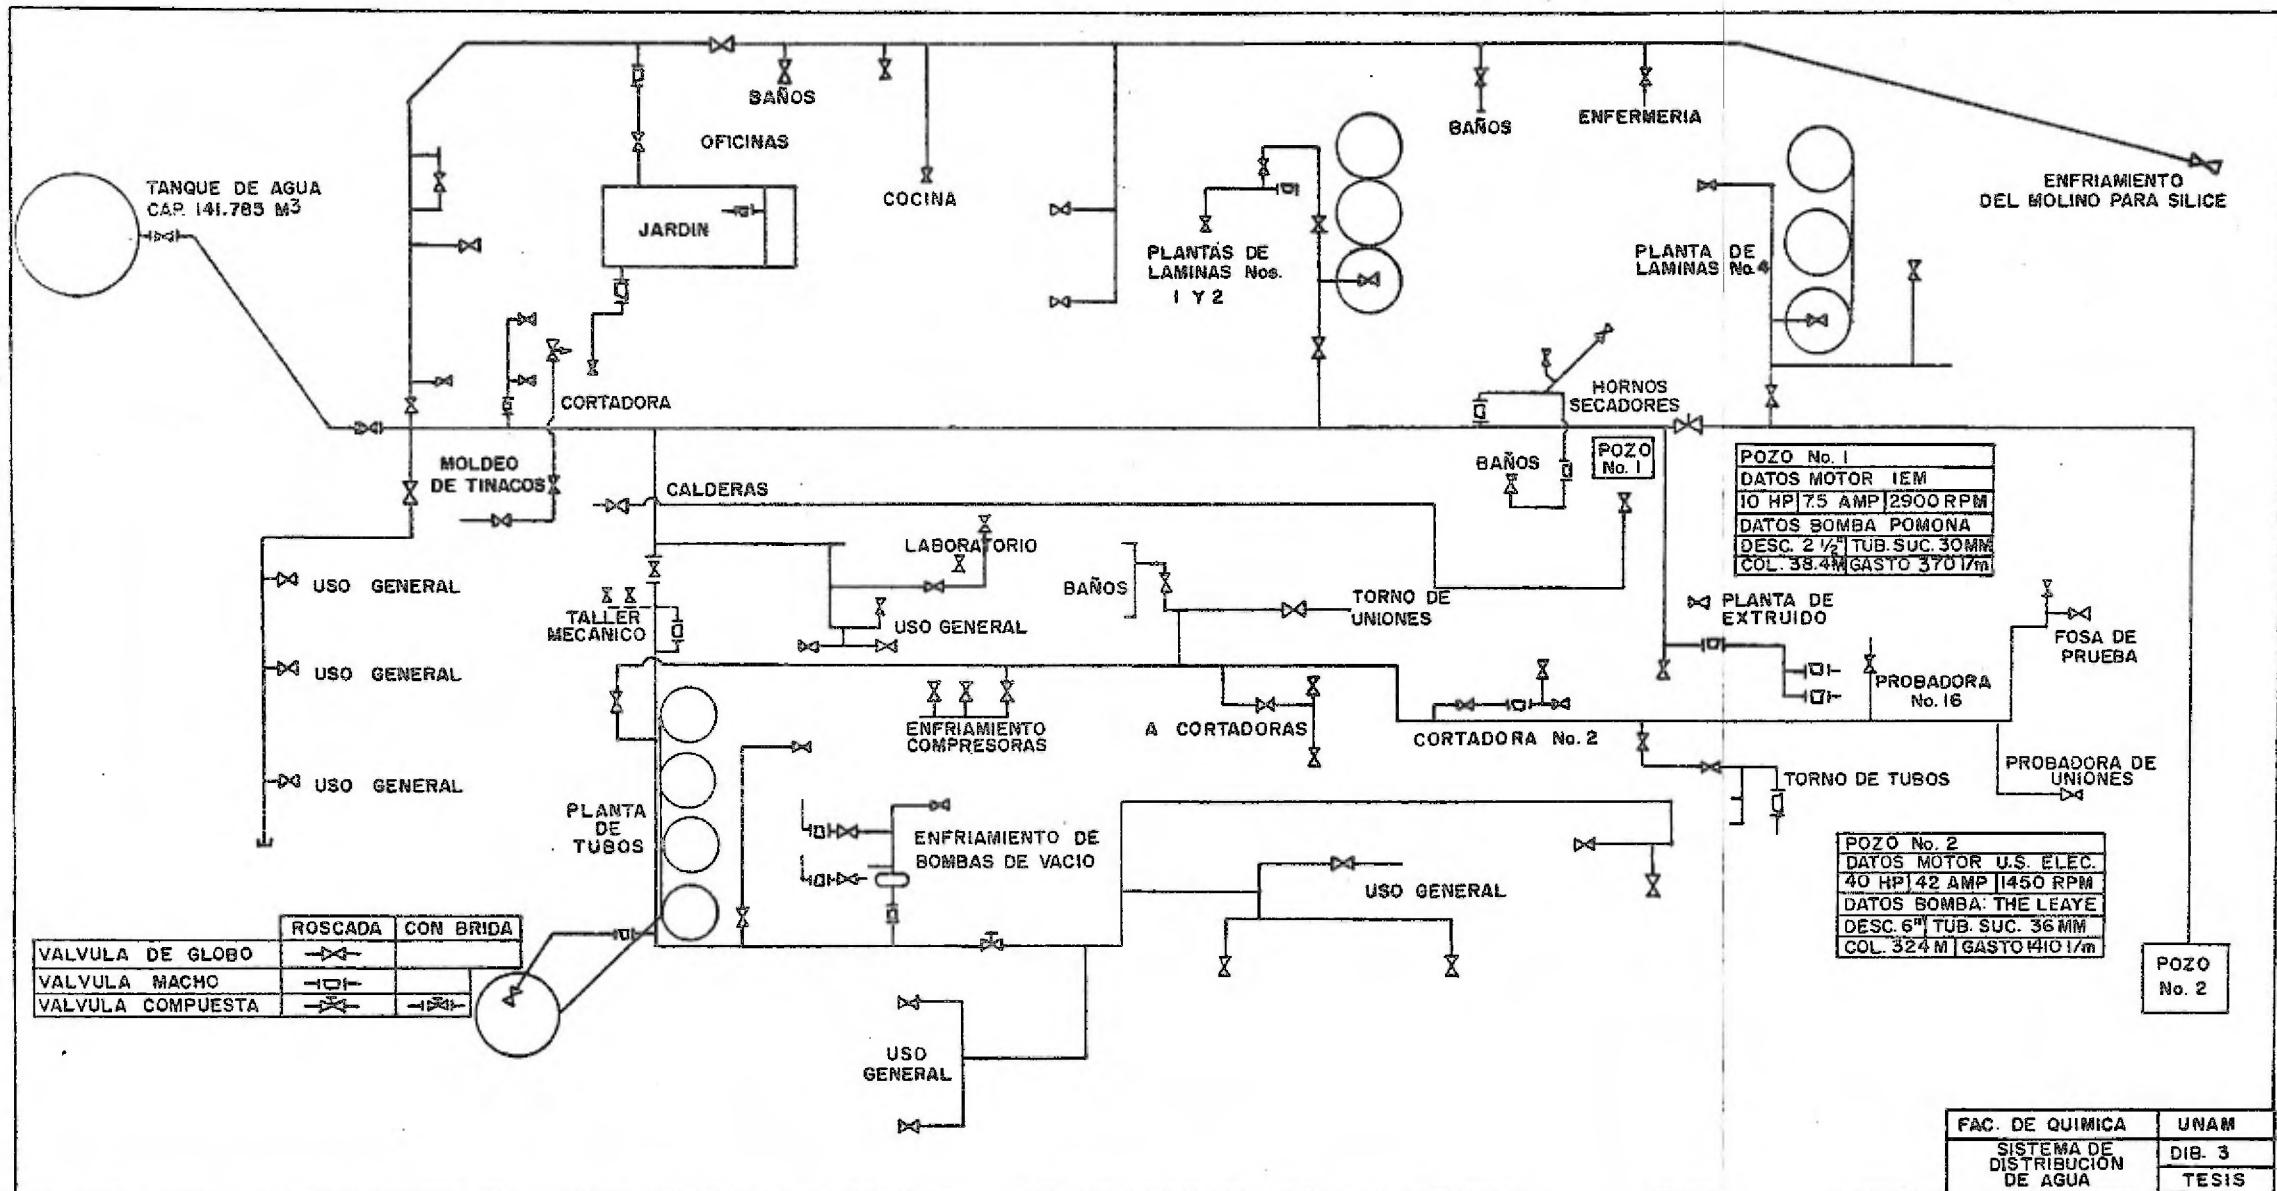 BAÑOS
OFICINAS
COCINA
JARDIN
TANQUE DE AGUA
CAP. 141.785 M3
BAÑOS
ENFERMERIA
ENFRIAMIENTO
DEL MOLINO PARA SILICE
PLANTAS DE
LAMINAS Nos.
1 Y 2
PLANTA DE
LAMINAS No. 4
CORTADORA
HORNOS
SECADORES
MOLDEO
DE TINACOS
CALDERAS
BAÑOS
POZO
No. 1
POZO No. 1
DATOS MOTOR IEM
10 HP 7.5 AMP 2900 RPM
DATOS BOMBA POMONA
DESC. 2 1/2" TUB. SUC. 30MM
COL. 38.4M GASTO 370 l/m
LABORATORIO
BAÑOS
TORNO DE
UNIONES
USO GENERAL
TALLER
MECANICO
USO GENERAL
PLANTA DE
EXTRUIDO
FOSA DE
PRUEBA
USO GENERAL
PROBADORA
No. 16
ENFRIAMIENTO
COMPRESORAS
A CORTADORAS
CORTADORA No. 2
USO GENERAL
PROBADORA DE
UNIONES
TORNO DE TUBOS
PLANTA
DE
TUBOS
ENFRIAMIENTO DE
BOMBAS DE VACIO
USO GENERAL
POZO No. 2
DATOS MOTOR U.S. ELEC.
40 HP 42 AMP 1450 RPM
DATOS BOMBA: THE LEAYE
DESC. 6" TUB. SUC. 36 MM
COL. 324 M GASTO 1410 l/m
POZO
No. 2
ROSCADA CON BRIDA
VALVULA DE GLOBO
VALVULA MACHO
VALVULA COMPUESTA
USO
GENERAL
FAC. DE QUIMICA UNAM
SISTEMA DE
DISTRIBUCIÓN
DE AGUA
DIB. 3
TESIS